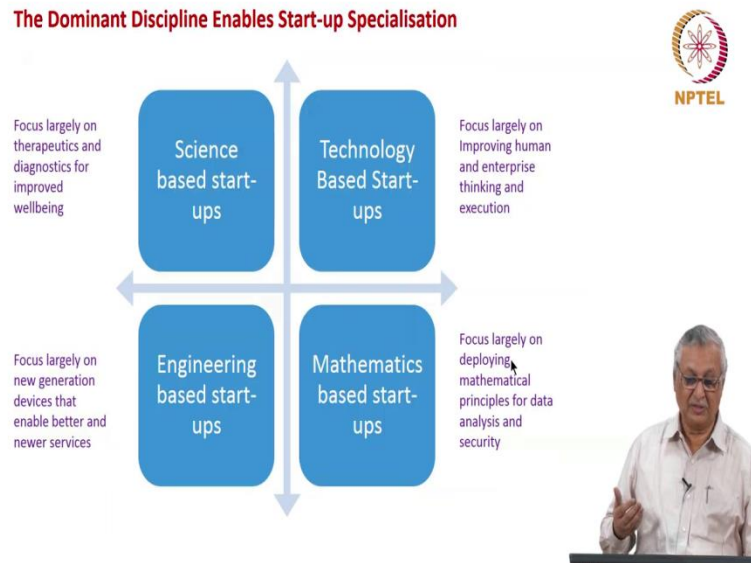 The Dominant Discipline Enables Start-up Specialisation
NPTEL
Focus largely on
therapeutics and
diagnostics for
improved
wellbeing
Science
based start-
ups
Technology
Based Start-
ups
Focus largely on
Improving human
and enterprise
thinking and
execution
Focus largely on
new generation
devices that
enable better and
newer services
Engineering
based start-
ups
Mathematics
based start-
ups
Focus largely on
deploying
mathematical
principles for data
analysis and
security